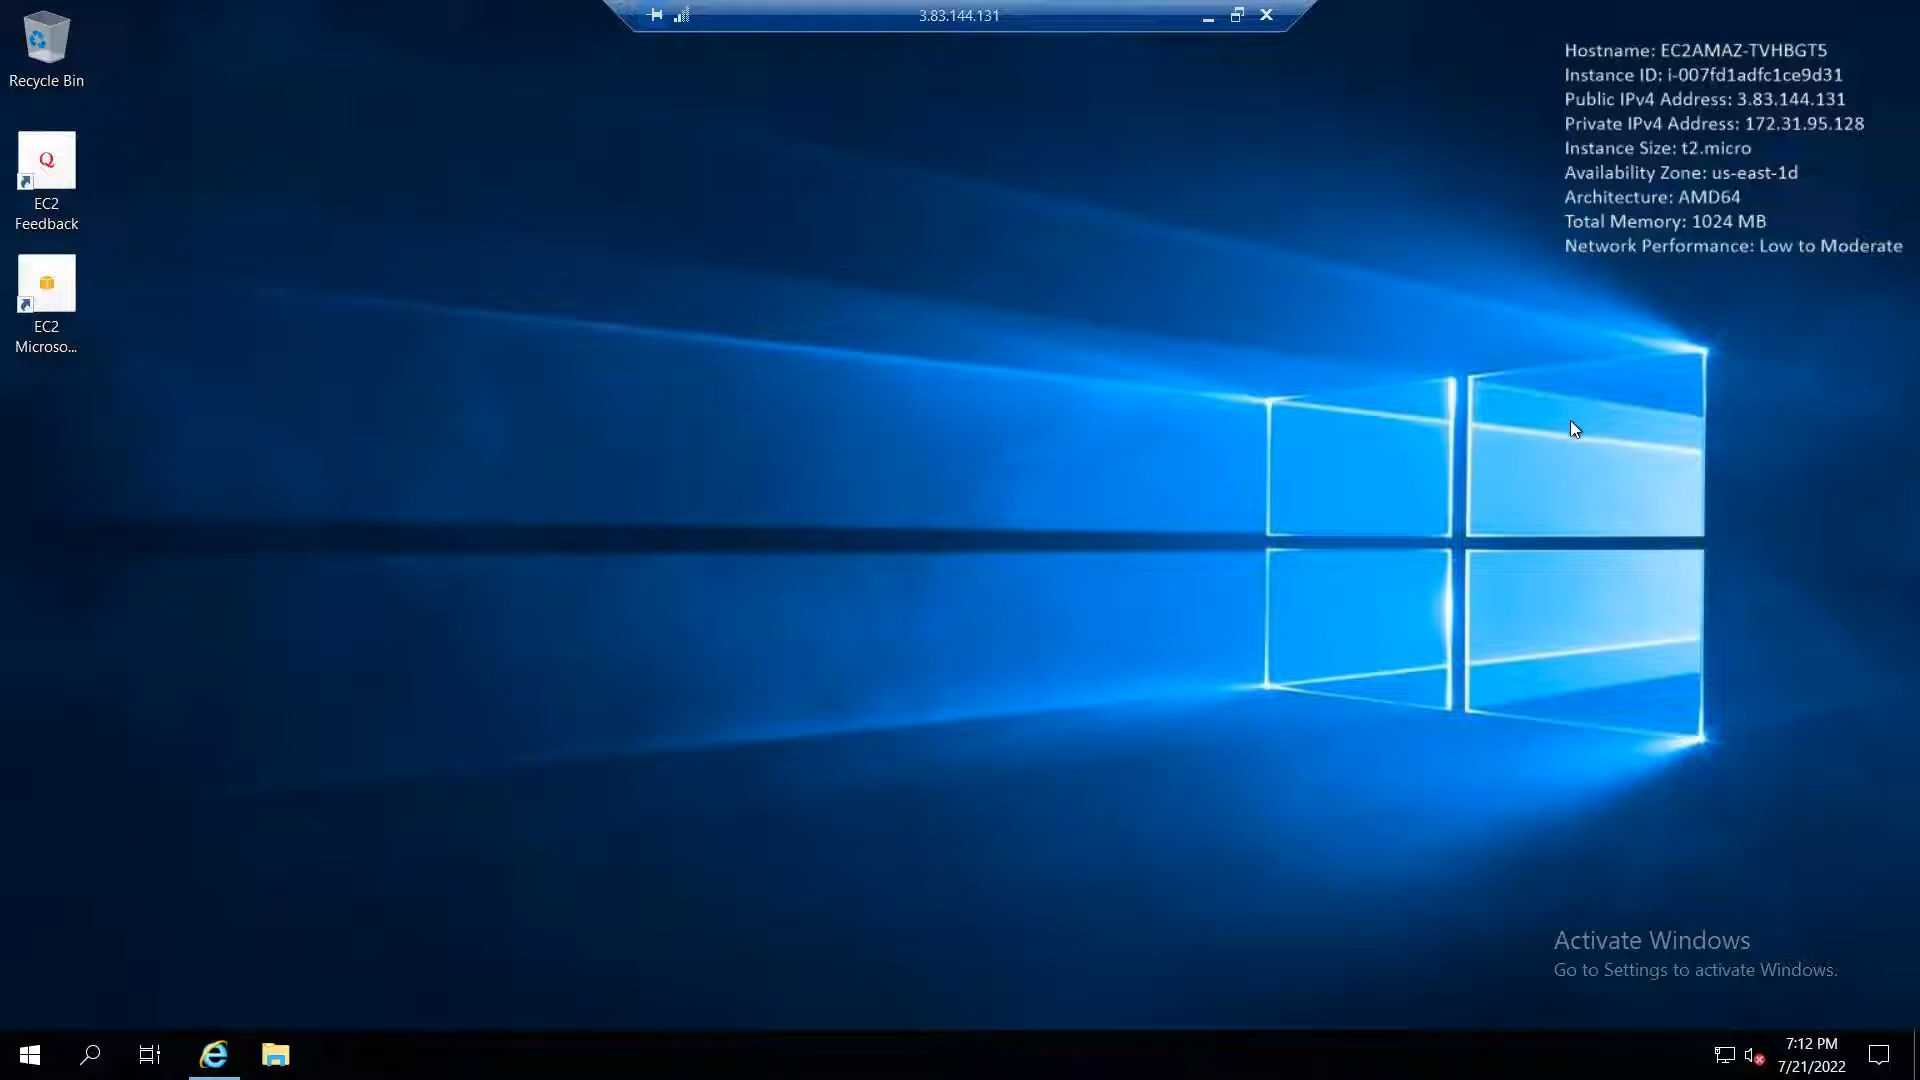 3.83.144.131
Recycle Bin
Q
EC2
Feedback
EC2
Microso...
Hostname: EC2AMAZ-TVHBGT5
Instance ID: i-007fd1adfc1ce9d31
Public IPv4 Address: 3.83.144.131
Private IPv4 Address: 172.31.95.128
Instance Size: t2.micro
Availability Zone: us-east-1d
Architecture: AMD64
Total Memory: 1024 MB
Network Performance: Low to Moderate
Activate Windows
Go to Settings to activate Windows.
7:12 PM
7/21/2022